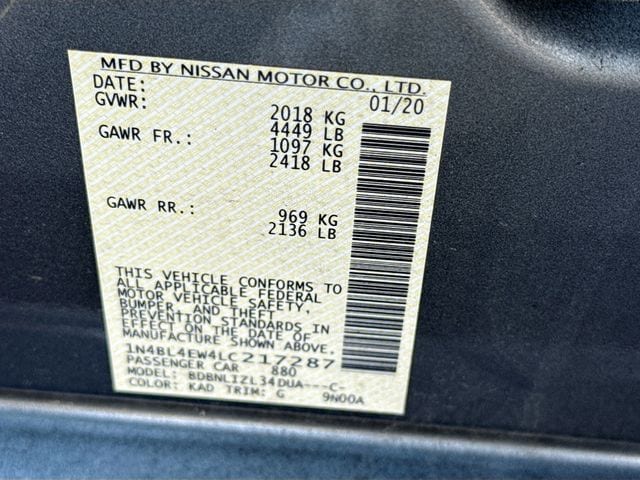 MFD BY NISSAN MOTOR CO., LTD.
DATE: 01/20
GVWR: 2018 KG
4449 LB
GAWR FR.: 1097 KG
2418 LB
GAWR RR.: 969 KG
2136 LB
THIS VEHICLE CONFORMS TO
ALL APPLICABLE FEDERAL
MOTOR VEHICLE SAFETY,
BUMPER, AND THEFT
PREVENTION STANDARDS IN
EFFECT ON THE DATE OF
MANUFACTURE SHOWN ABOVE.
1N4BL4EW4LC217287
PASSENGER CAR 880
MODEL: BDBNLIZL34DUA---C-
COLOR: KAD TRIM: G 9N00A